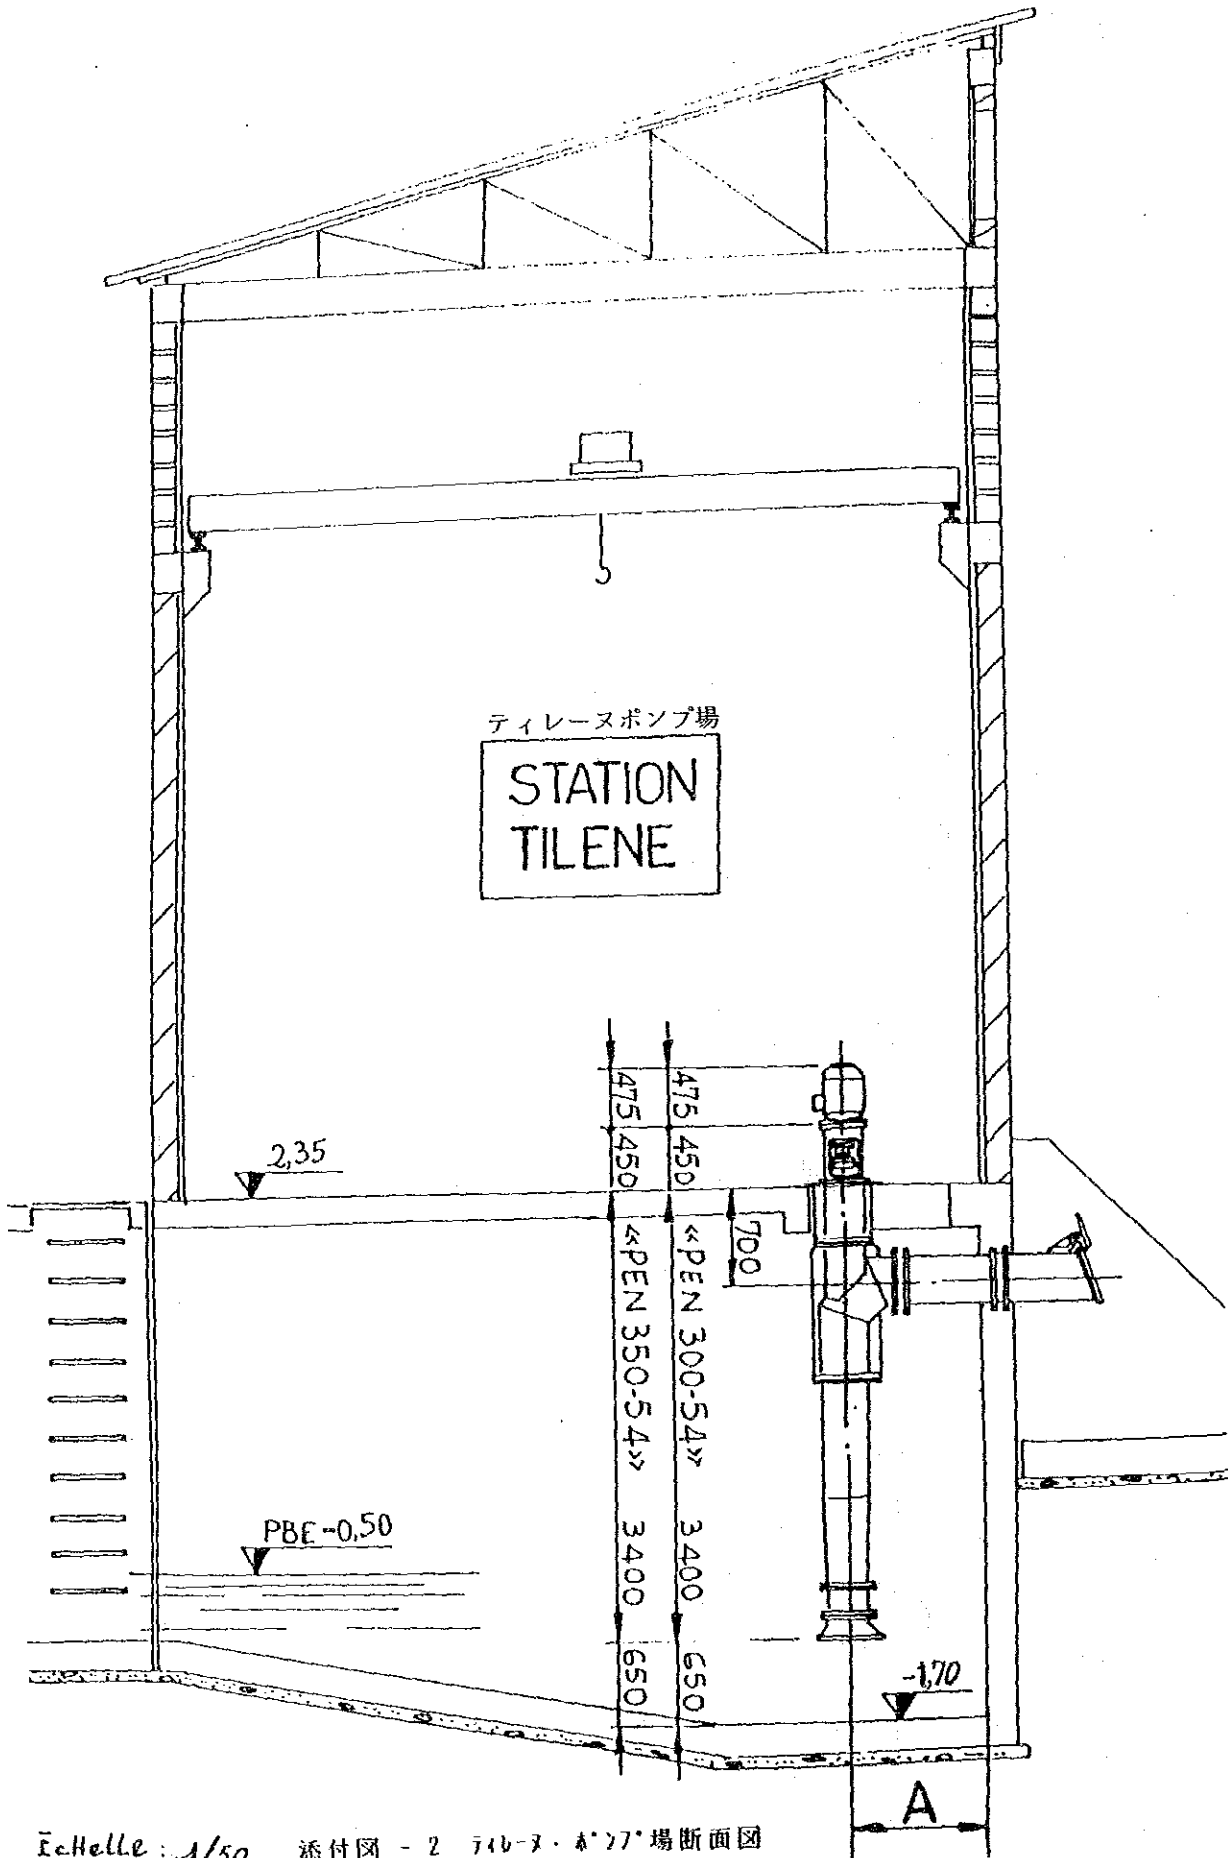 ティレーヌポンプ場
STATION
TILENE
475 450 «PEN 350-54» 3400 650
475 450 «PEN 300-54» 3400 650
700
2,35
PBE-0,50
-1,70
A
EcHelle : 1/50 添付図 - 2 ティレーヌ・ポンプ場断面図